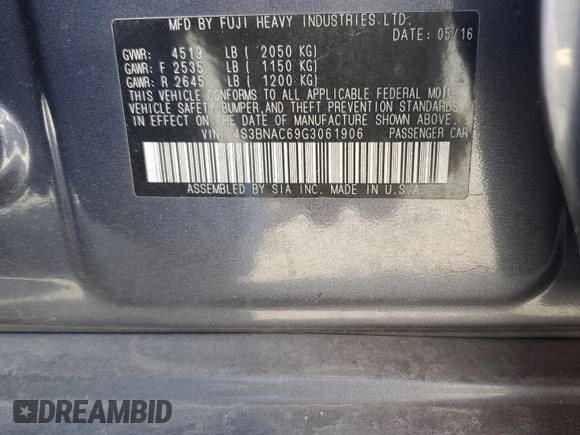 MFD BY FUJI HEAVY INDUSTRIES.LTD.
DATE: 05/16
GVWR: 4519 LB ( 2050 KG)
GAWR: F 2535 LB ( 1150 KG)
GAWR: R 2645 LB ( 1200 KG)
THIS VEHICLE CONFORMS TO ALL APPLICABLE FEDERAL MOTOR
VEHICLE SAFETY, BUMPER, AND THEFT PREVENTION STANDARDS
IN EFFECT ON THE DATE OF MANUFACTURE SHOWN ABOVE.
VIN: 4S3BNAC69G3061906 PASSENGER CAR
ASSEMBLED BY SIA INC. MADE IN U.S.A.
DREAMBID